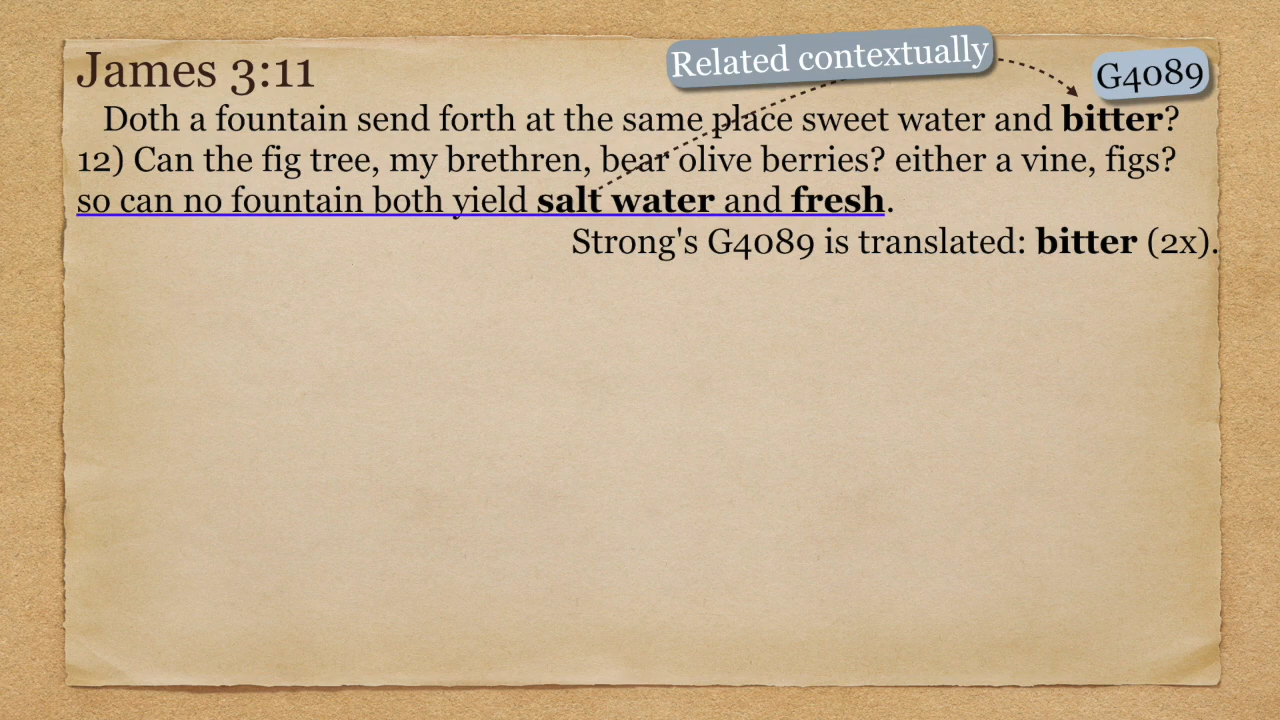 Related contextually
G4089
James 3:11
Doth a fountain send forth at the same place sweet water and bitter?
12) Can the fig tree, my brethren, bear olive berries? either a vine, figs?
so can no fountain both yield salt water and fresh.
Strong's G4089 is translated: bitter (2x).